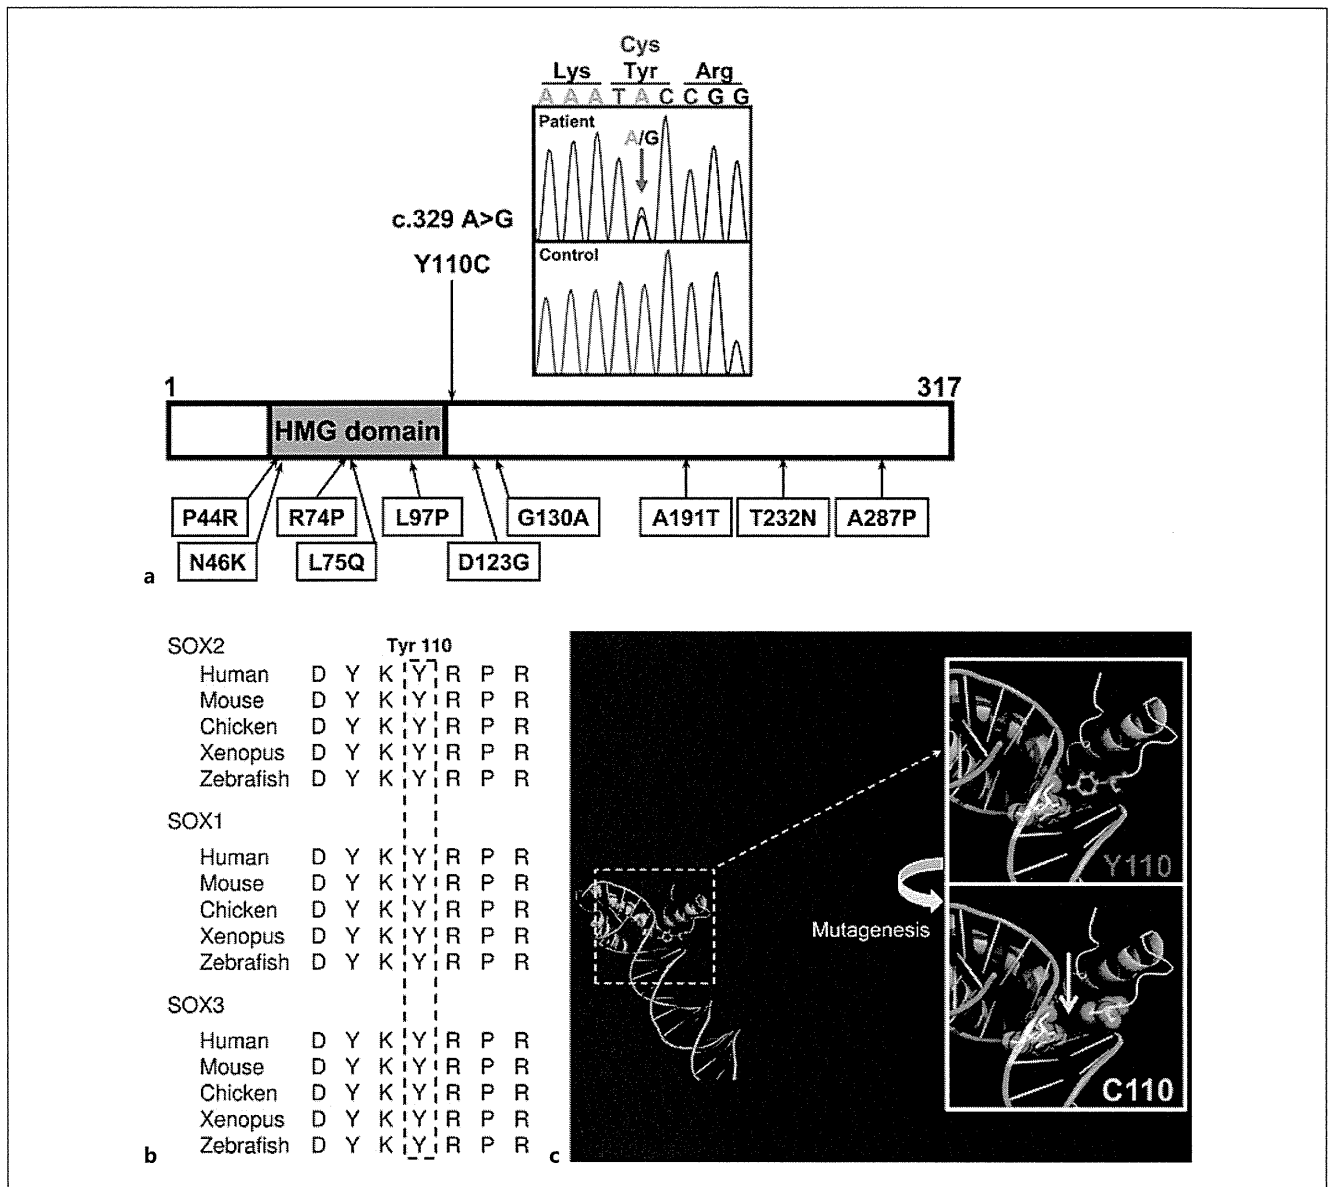 Cys
Lys Tyr Arg
A A A T A C C G G
Patient
A/G
c.329 A>G
Y110C
Control
1 317
HMG domain
P44R R74P L97P G130A A191T T232N A287P
N46K L75Q D123G
a
SOX2 Tyr 110
Human D Y K Y R P R
Mouse D Y K Y R P R
Chicken D Y K Y R P R
Xenopus D Y K Y R P R
Zebrafish D Y K Y R P R
SOX1
Human D Y K Y R P R
Mouse D Y K Y R P R
Chicken D Y K Y R P R
Xenopus D Y K Y R P R
Zebrafish D Y K Y R P R
SOX3
Human D Y K Y R P R
Mouse D Y K Y R P R
Chicken D Y K Y R P R
Xenopus D Y K Y R P R
Zebrafish D Y K Y R P R
b
Y110
Mutagenesis
C110
c